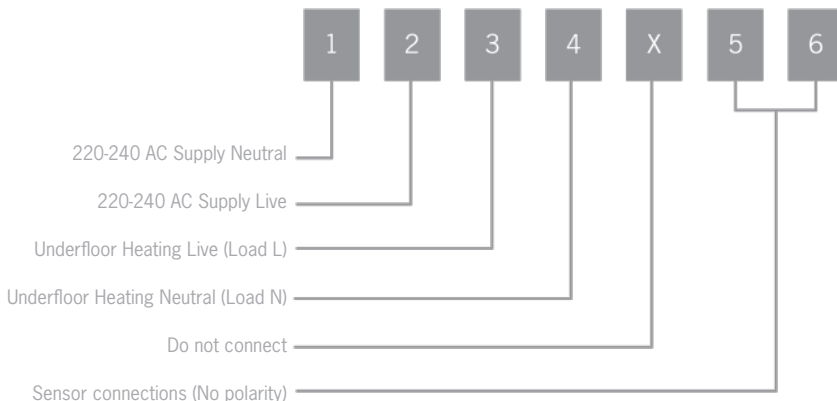 1 2 3 4 X 5 6
220-240 AC Supply Neutral
220-240 AC Supply Live
Underfloor Heating Live (Load L)
Underfloor Heating Neutral (Load N)
Do not connect
Sensor connections (No polarity)